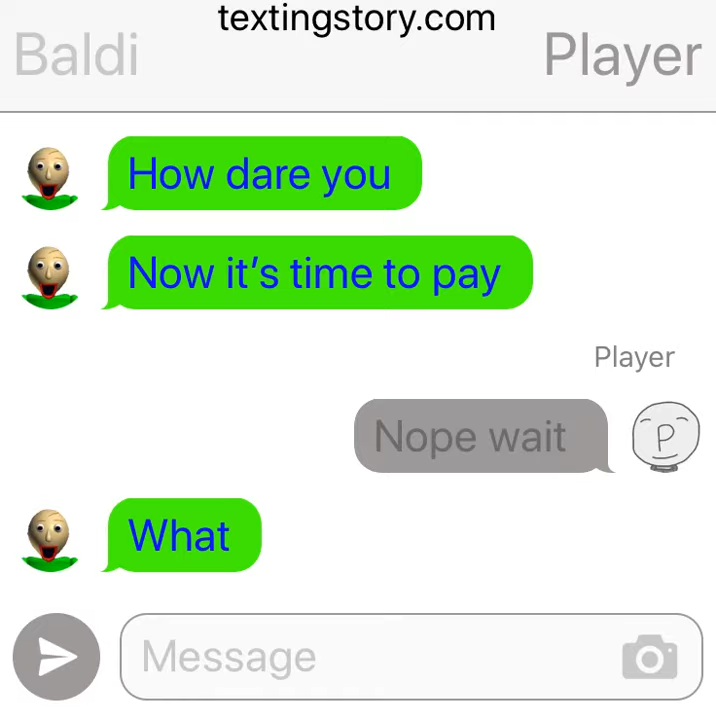 textingstory.com
Baldi
Player
How dare you
Now it's time to pay
Player
Nope wait
P
What
Message